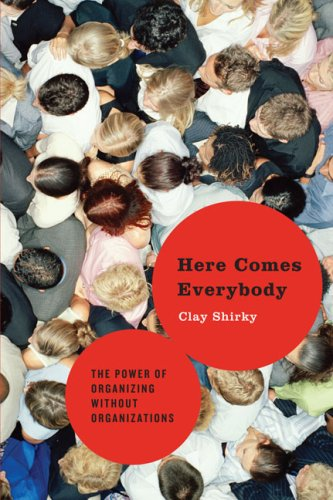 Here Comes
Everybody
Clay Shirky
THE POWER OF
ORGANIZING
WITHOUT
ORGANIZATIONS